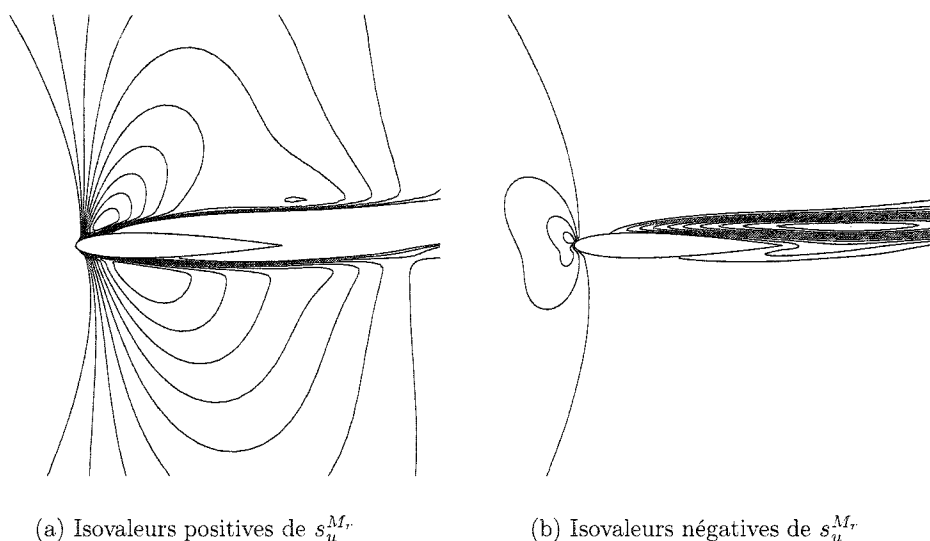 (a) Isovaleurs positives de $s_u^{M_r}$
(b) Isovaleurs négatives de $s_u^{M_r}$